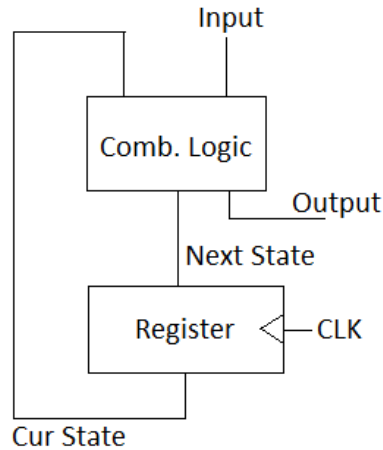 Input
Comb. Logic
Output
Next State
Register
CLK
Cur State